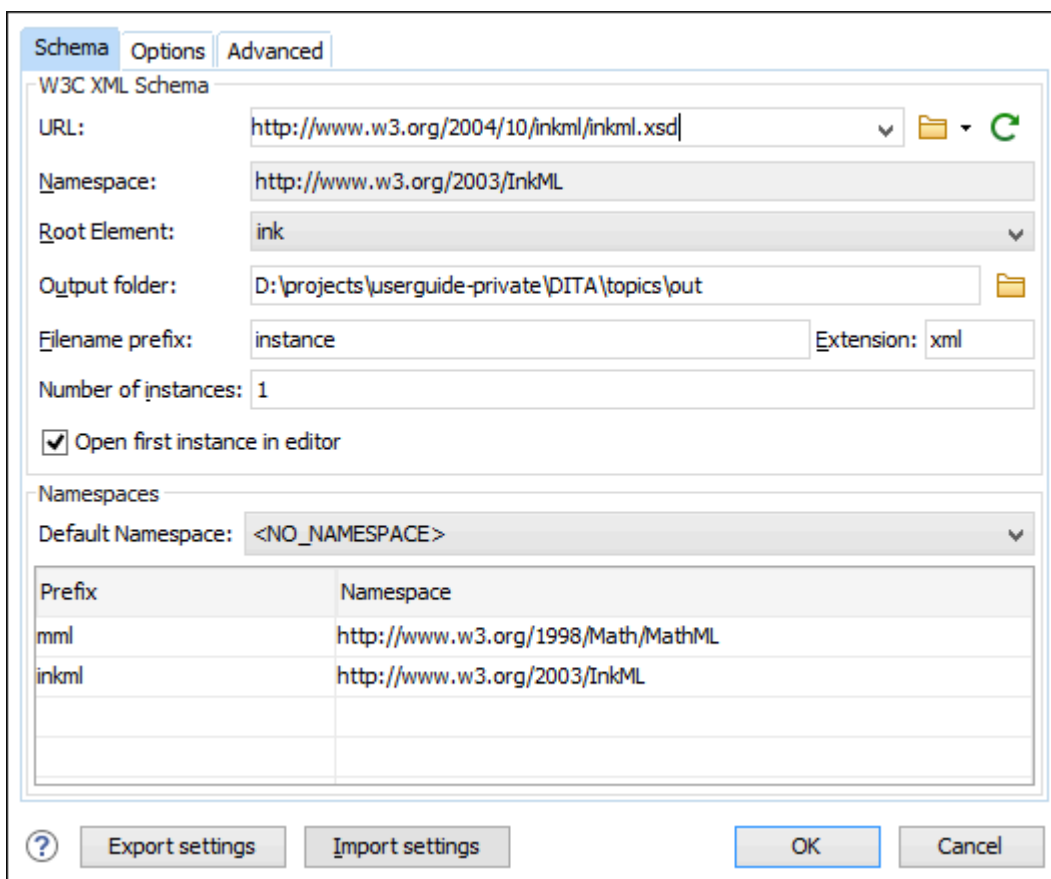 Schema Options Advanced
W3C XML Schema
URL: http://www.w3.org/2004/10/inkml/inkml.xsd
Namespace: http://www.w3.org/2003/InkML
Root Element: ink
Output folder: D:\projects\userguide-private\DITA\topics\out
Filename prefix: instance Extension: xml
Number of instances: 1
Open first instance in editor
Namespaces
Default Namespace: <NO_NAMESPACE>
Prefix Namespace
mml http://www.w3.org/1998/Math/MathML
inkml http://www.w3.org/2003/InkML
? Export settings Import settings OK Cancel